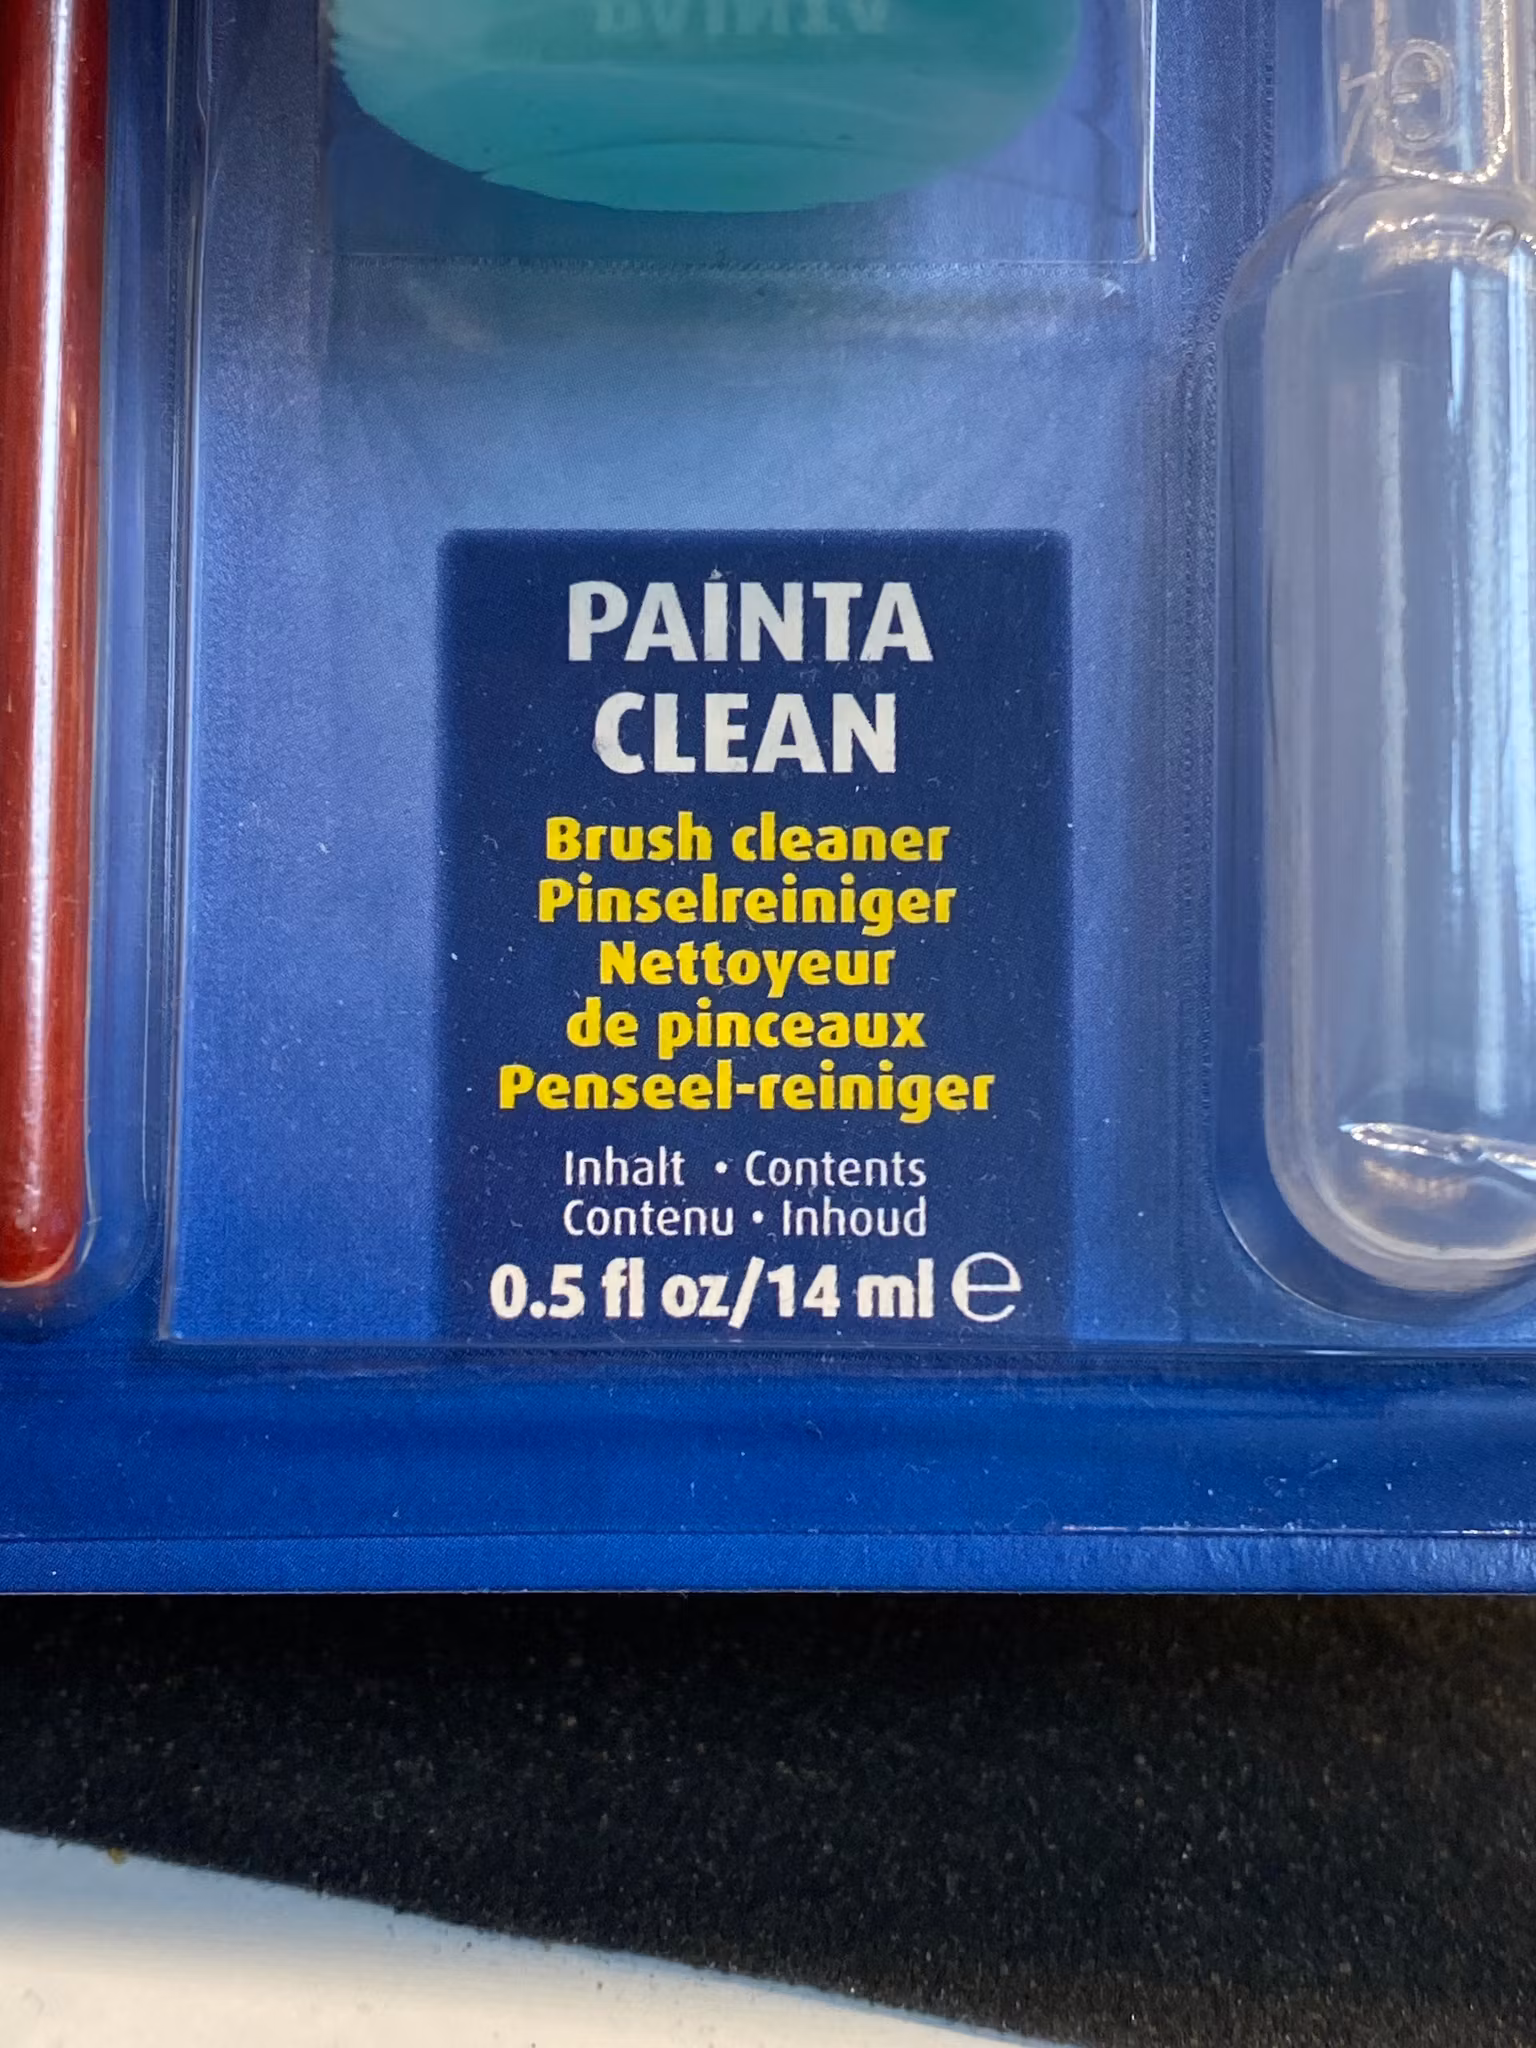 PAINTA
CLEAN
Brush cleaner
Pinselreiniger
Nettoyeur
de pinceaux
Penseel-reiniger
Inhalt • Contents
Contenu • Inhoud
0.5 fl oz/14 ml ℮